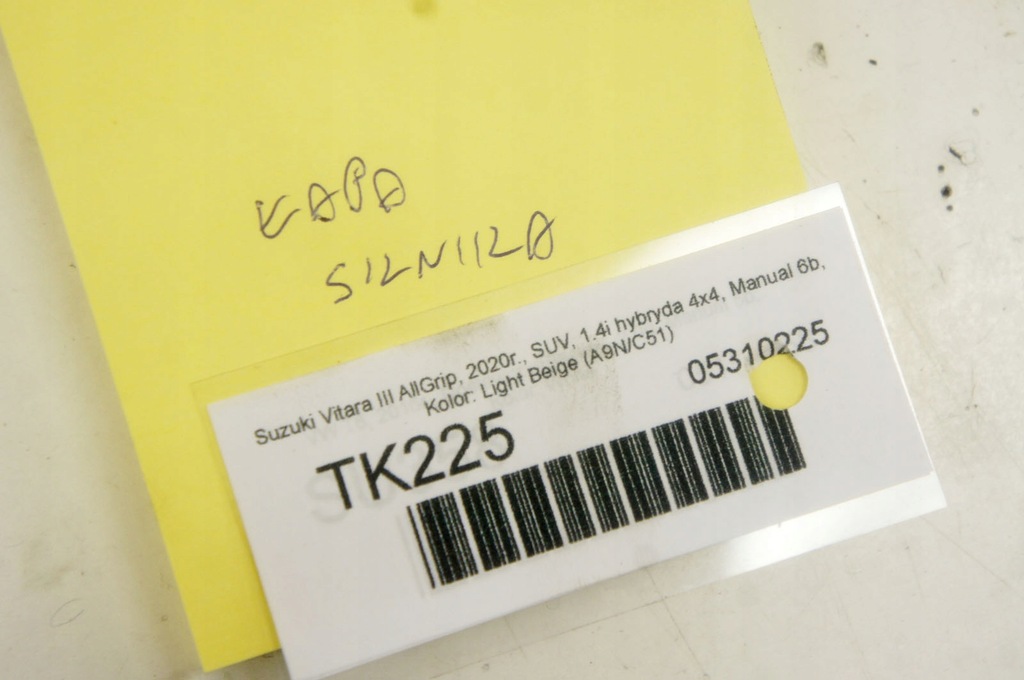 KAPA
SILNIKA
Suzuki Vitara III AllGrip, 2020r., SUV, 1.4i hybryda 4x4, Manual 6b,
Kolor: Light Beige (A9N/C51)
05310225
TK225